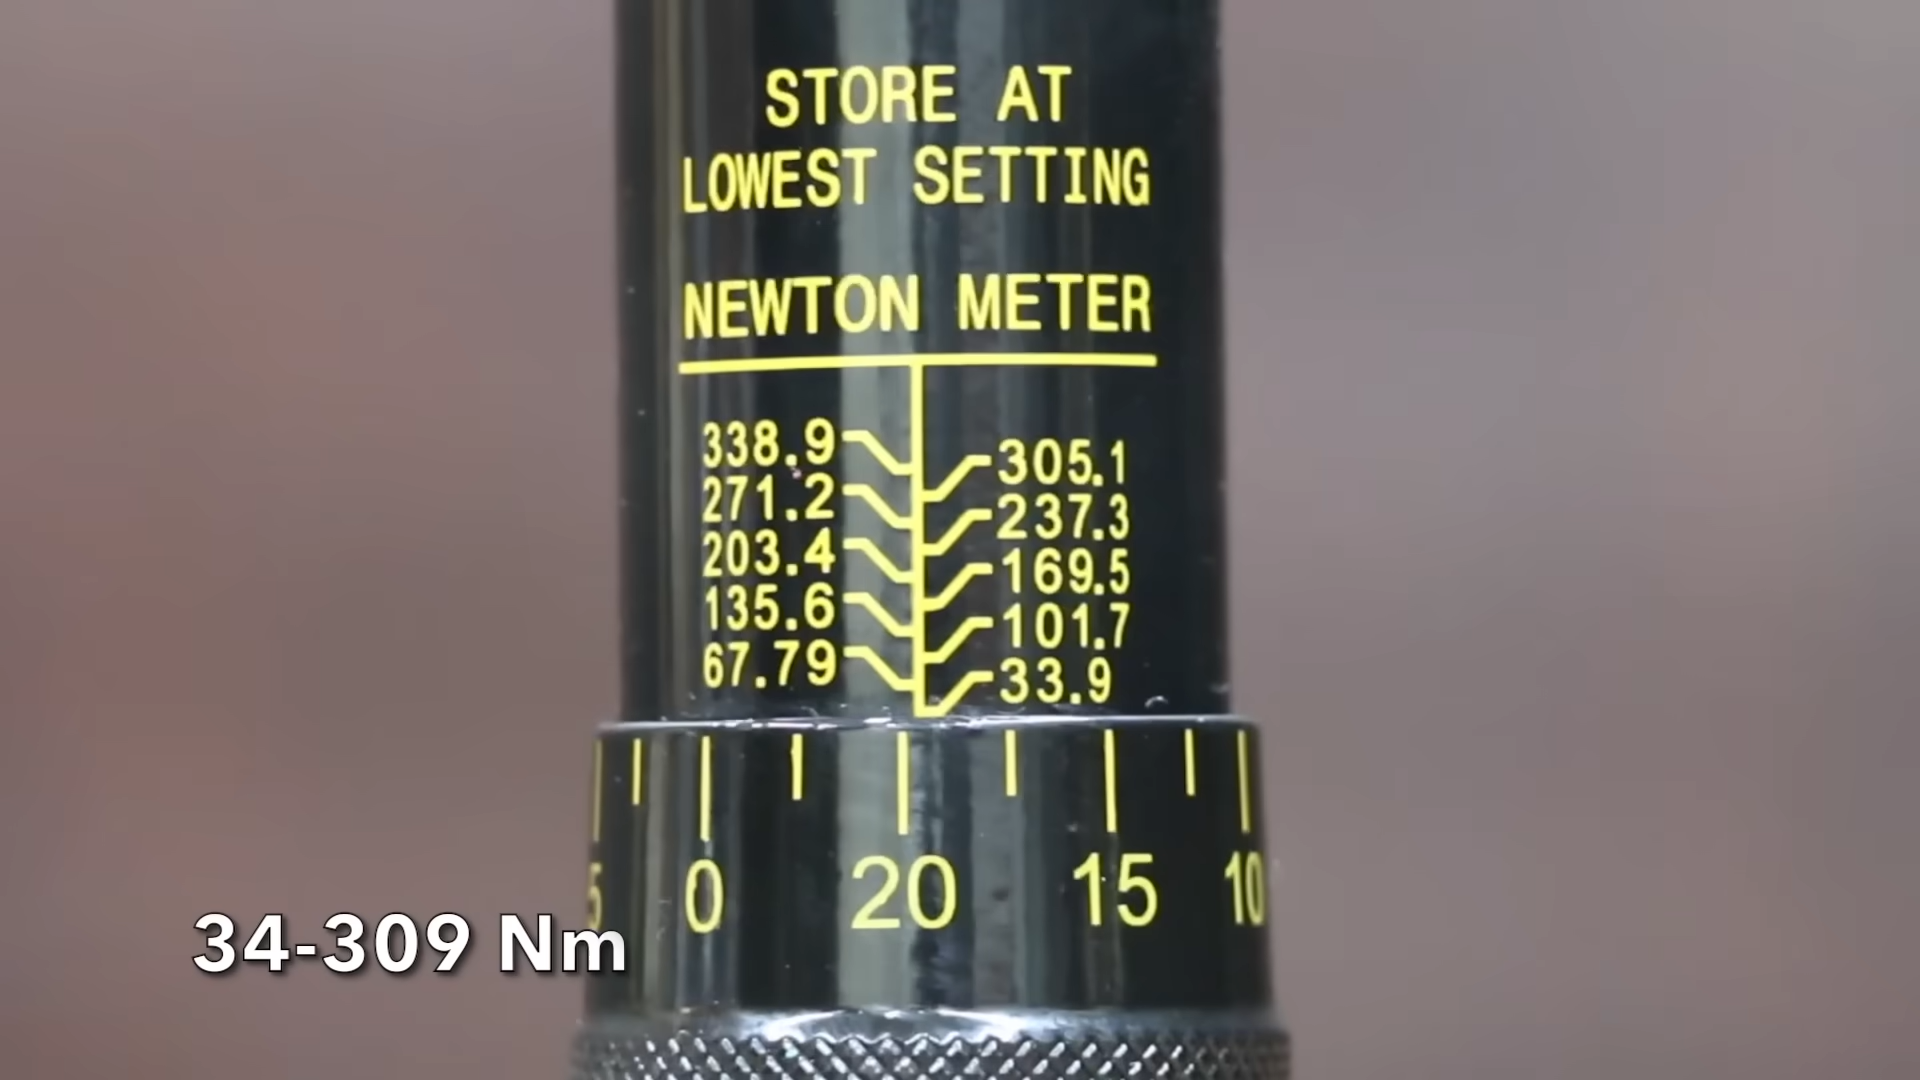 STORE AT
LOWEST SETTING
NEWTON METER
338.9
305.1
271.2
237.3
203.4
169.5
135.6
101.7
67.79
33.9
5 0 20 15 10
34-309 Nm